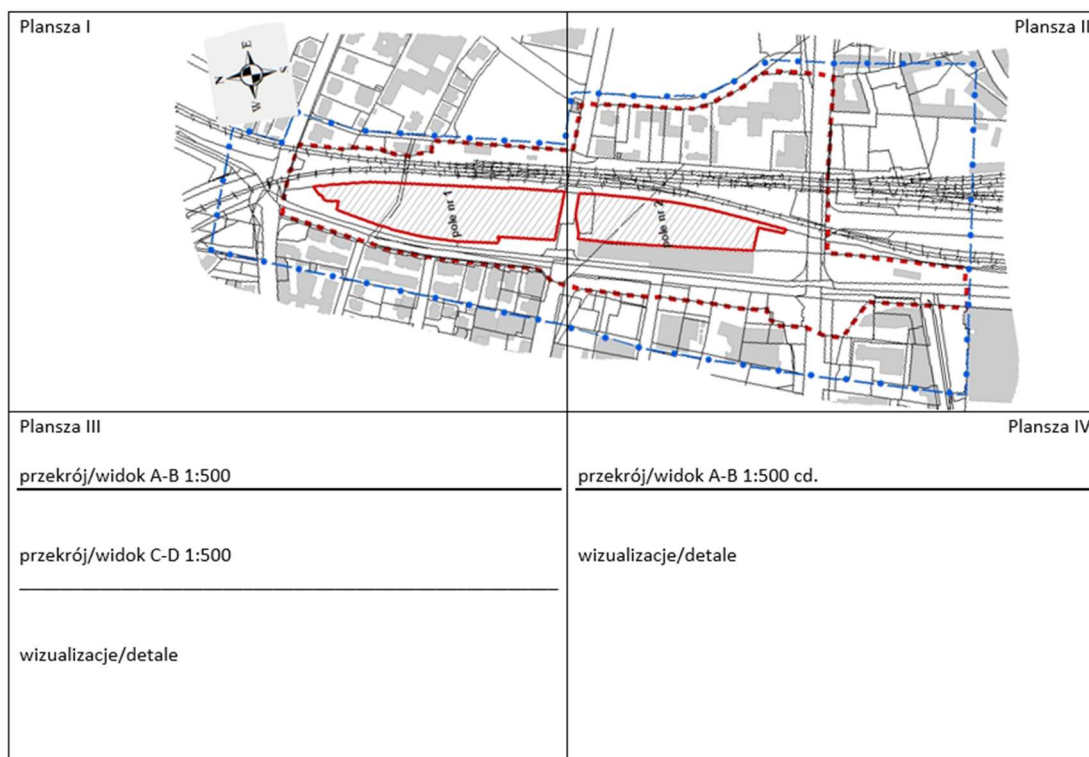 Plansza I
Plansza II
N
E
S
W
pole nr 1
pole nr 2
Plansza III
Plansza IV
przekrój/widok A-B 1:500
przekrój/widok A-B 1:500 cd.
przekrój/widok C-D 1:500
wizualizacje/detale
wizualizacje/detale